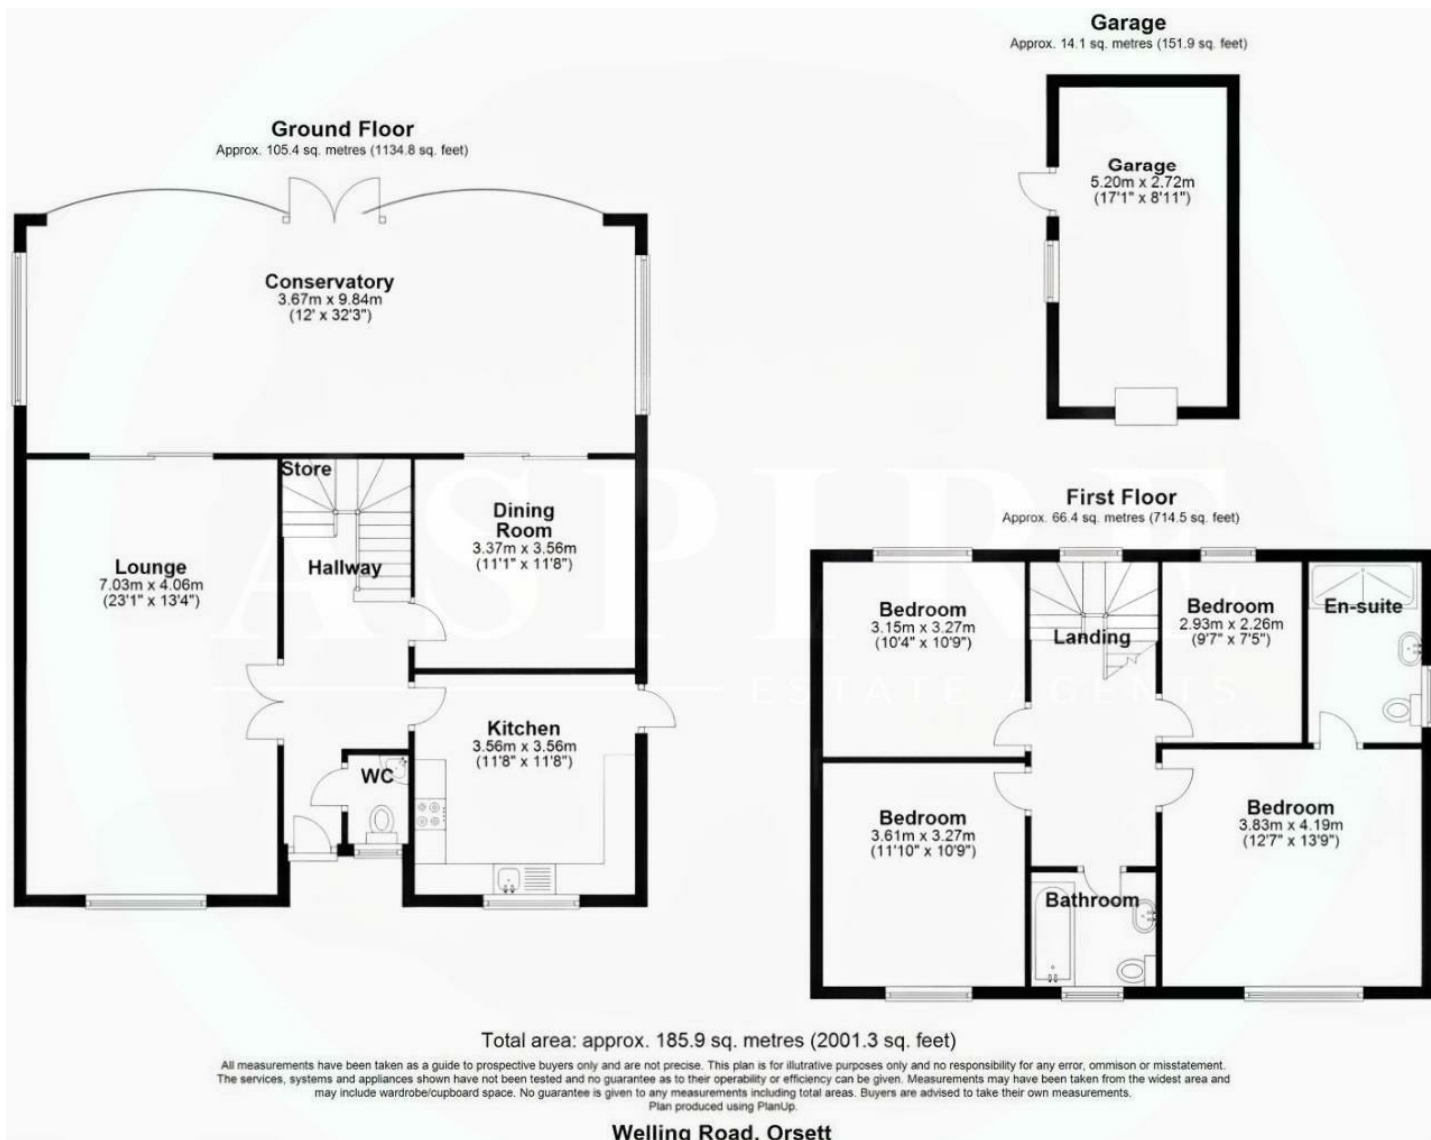 Garage
Approx. 14.1 sq. metres (151.9 sq. feet)
Ground Floor
Approx. 105.4 sq. metres (1134.8 sq. feet)
Garage
5.20m x 2.72m
(17'1" x 8'11")
Conservatory
3.67m x 9.84m
(12' x 32'3")
Store
Dining
Room
3.37m x 3.56m
(11'1" x 11'8")
Lounge
7.03m x 4.06m
(23'1" x 13'4")
Hallway
Kitchen
3.56m x 3.56m
(11'8" x 11'8")
WC
First Floor
Approx. 66.4 sq. metres (714.5 sq. feet)
Bedroom
3.15m x 3.27m
(10'4" x 10'9")
Landing
Bedroom
2.93m x 2.26m
(9'7" x 7'5")
En-suite
Bedroom
3.61m x 3.27m
(11'10" x 10'9")
Bedroom
3.83m x 4.19m
(12'7" x 13'9")
Bathroom
ASPIRE
ESTATE AGENTS
Total area: approx. 185.9 sq. metres (2001.3 sq. feet)
All measurements have been taken as a guide to prospective buyers only and are not precise. This plan is for illutrative purposes only and no responsibility for any error, ommison or misstatement.
The services, systems and appliances shown have not been tested and no guarantee as to their operability or efficiency can be given. Measurements may have been taken from the widest area and
may include wardrobe/cupboard space. No guarantee is given to any measurements including total areas. Buyers are advised to take their own measurements.
Plan produced using PlanUp.
Welling Road, Orsett